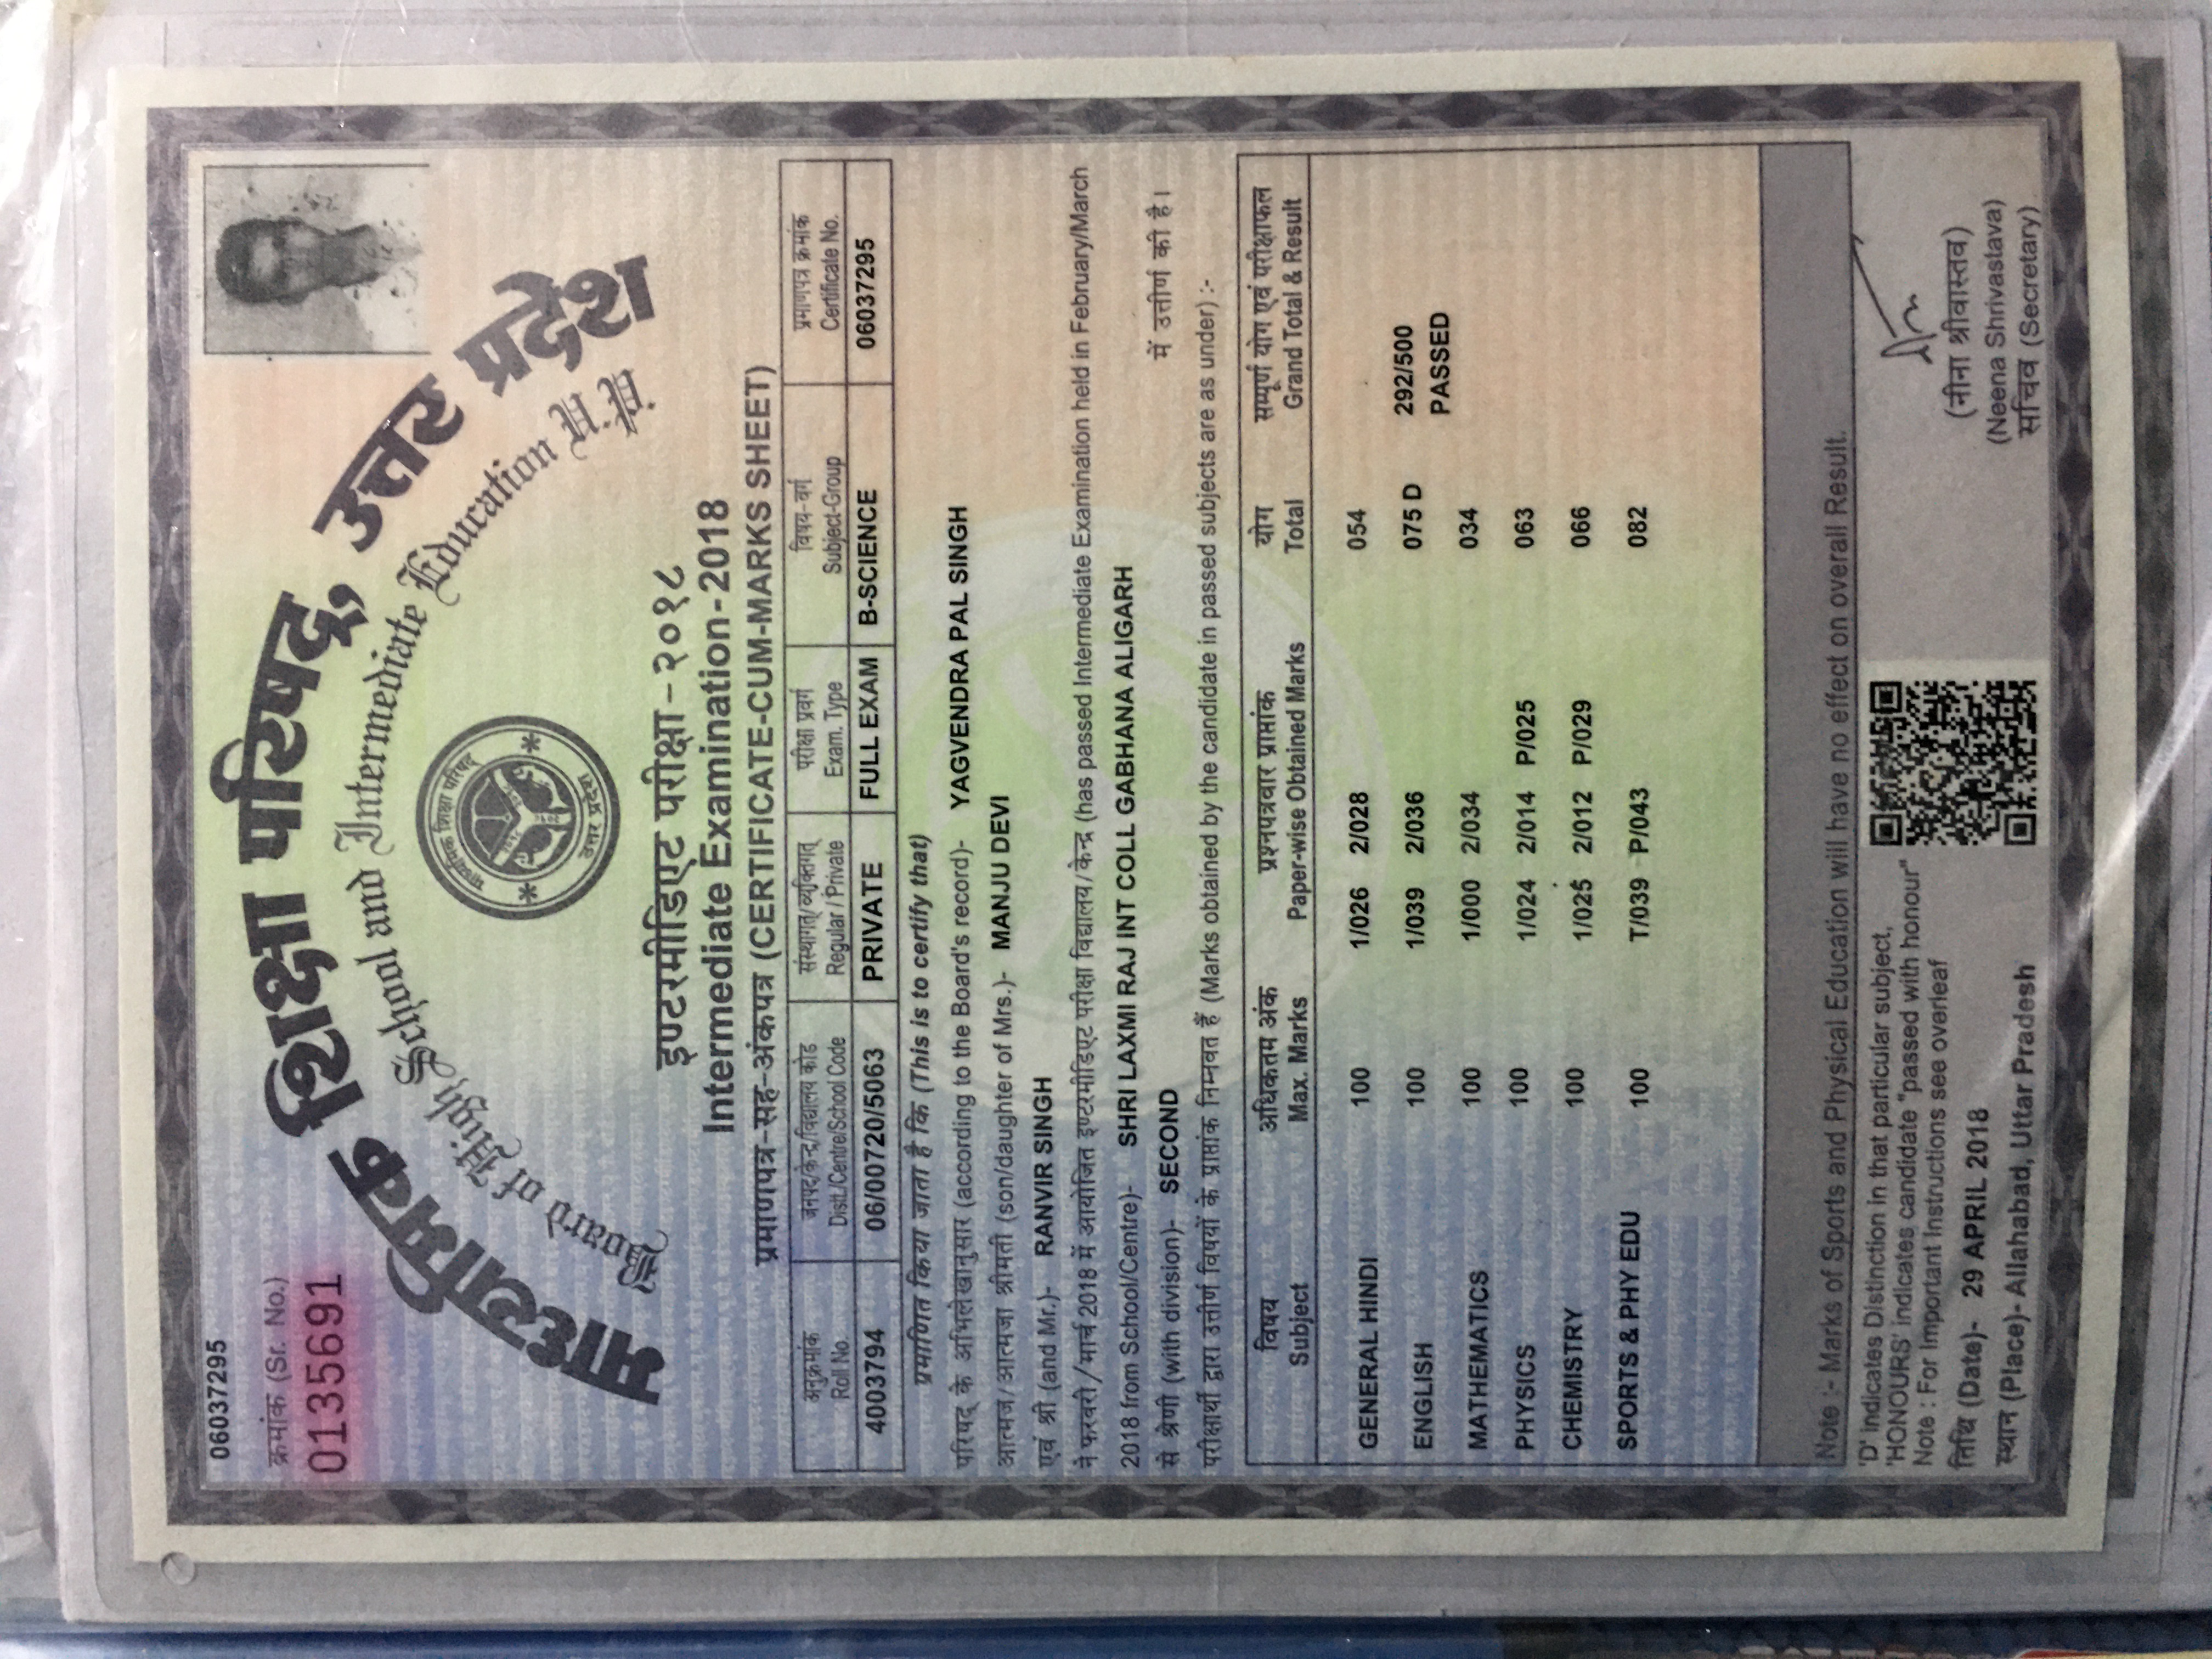 06037295
क्रमांक (Sr. No.)
0135691
माध्यमिक शिक्षा परिषद्, उत्तर प्रदेश
Board of High School and Intermediate Education U.P.
माध्यमिक शिक्षा परिषद्
उत्तर प्रदेश
इण्टरमीडिएट परीक्षा-२०१८
Intermediate Examination-2018
प्रमाणपत्र-सह-अंकपत्र (CERTIFICATE-CUM-MARKS SHEET)
अनुक्रमांक जनपद/केन्द्र/विद्यालय कोड संस्थागत्/व्यक्तिगत् परीक्षा प्रवर्ग विषय-वर्ग प्रमाणपत्र क्रमांक
Roll No. Distt./Centre/School Code Regular / Private Exam. Type Subject-Group Certificate No.
4003794 06/00720/5063 PRIVATE FULL EXAM B-SCIENCE 06037295
प्रमाणित किया जाता है कि (This is to certify that)
परिषद् के अभिलेखानुसार (according to the Board's record)- YAGVENDRA PAL SINGH
आत्मज/आत्मजा श्रीमती (son/daughter of Mrs.)- MANJU DEVI
एवं श्री (and Mr.)- RANVIR SINGH
ने फरवरी/मार्च 2018 में आयोजित इण्टरमीडिएट परीक्षा विद्यालय/केन्द्र (has passed Intermediate Examination held in February/March
2018 from School/Centre)- SHRI LAXMI RAJ INT COLL GABHANA ALIGARH
से श्रेणी (with division)- SECOND में उत्तीर्ण की है।
परीक्षार्थी द्वारा उत्तीर्ण विषयों के प्राप्तांक निम्नवत हैं (Marks obtained by the candidate in passed subjects are as under) :-
विषय अधिकतम अंक प्रश्नपत्रवार प्राप्तांक योग सम्पूर्ण योग एवं परीक्षाफल
Subject Max. Marks Paper-wise Obtained Marks Total Grand Total & Result
GENERAL HINDI 100 1/026 2/028 054
ENGLISH 100 1/039 2/036 075 D 292/500
PASSED
MATHEMATICS 100 1/000 2/034 034
PHYSICS 100 1/024 2/014 P/025 063
CHEMISTRY 100 1/025 2/012 P/029 066
SPORTS & PHY EDU 100 T/039 P/043 082
Note :- Marks of Sports and Physical Education will have no effect on overall Result.
'D' indicates Distinction in that particular subject,
'HONOURS' indicates candidate "passed with honour"
Note : For Important Instructions see overleaf
तिथि (Date)- 29 APRIL 2018
स्थान (Place)- Allahabad, Uttar Pradesh
(नीना श्रीवास्तव)
(Neena Shrivastava)
सचिव (Secretary)